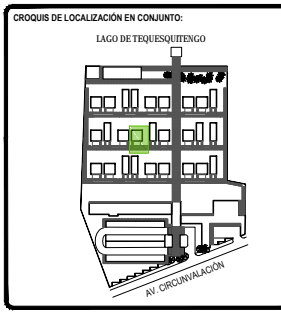 CROQUIS DE LOCALIZACIÓN EN CONJUNTO:
LAGO DE TEQUESQUITENGO
AV. CIRCUNVALACIÓN